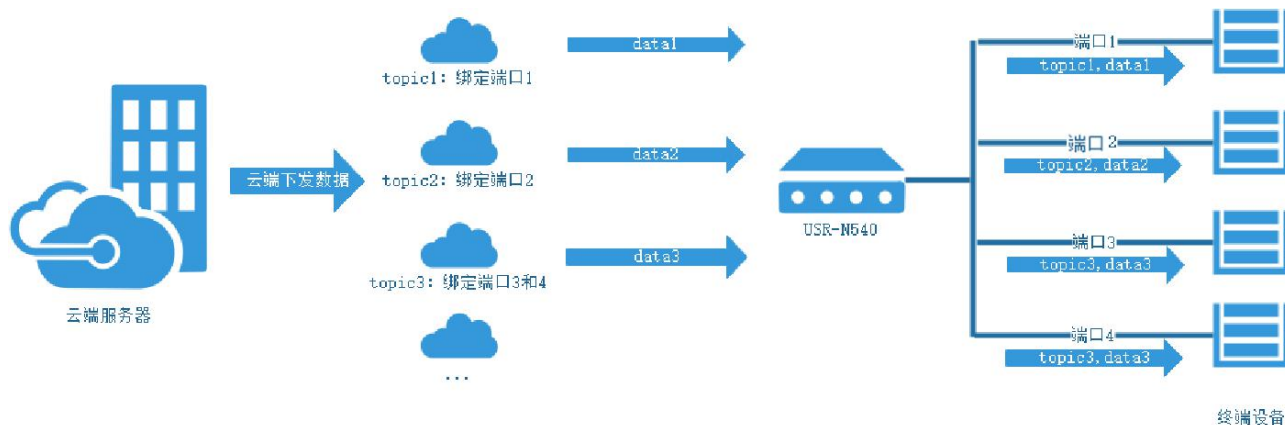 data1
topic1: 绑定端口1
云端下发数据
data2
topic2: 绑定端口2
data3
topic3: 绑定端口3和4
...
云端服务器
USR-N540
端口1
topic1,data1
端口2
topic2,data2
端口3
topic3,data3
端口4
topic3,data3
终端设备